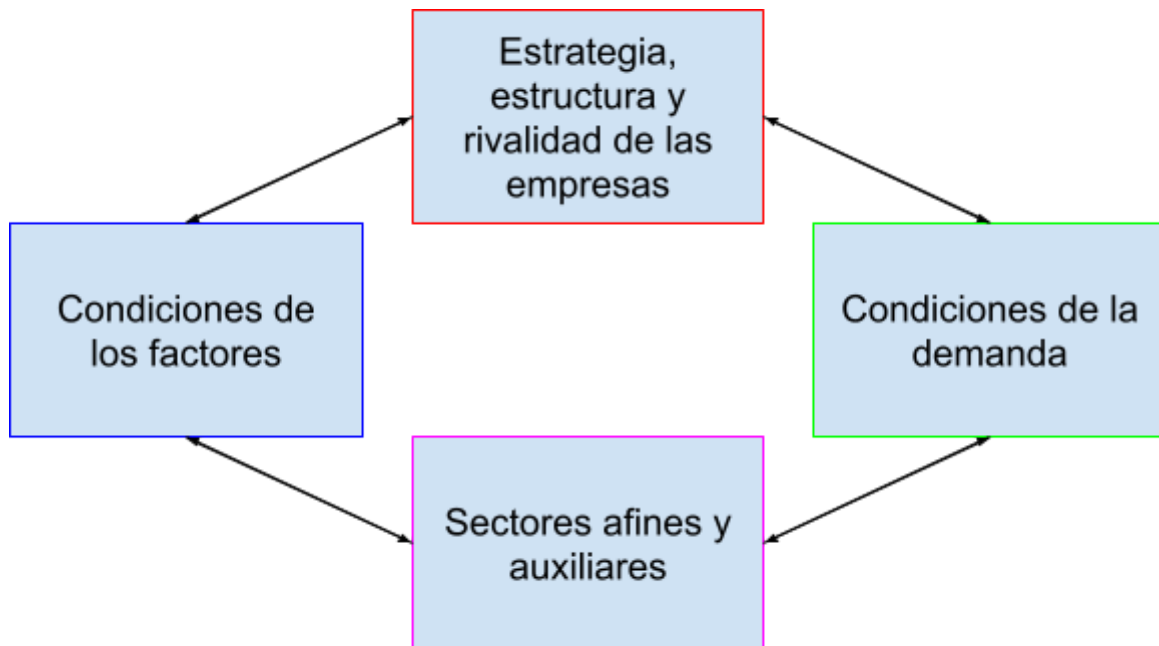 Estrategia,
estructura y
rivalidad de las
empresas
Condiciones de
los factores
Condiciones de la
demanda
Sectores afines y
auxiliares